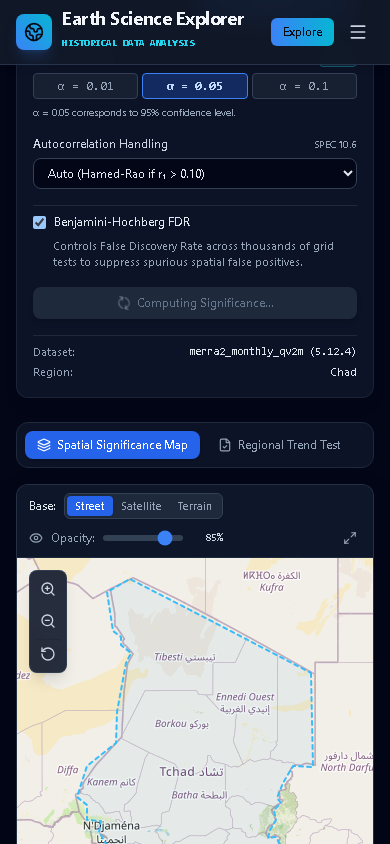 Earth Science Explorer
HISTORICAL DATA ANALYSIS
Explore
α = 0.01
α = 0.05
α = 0.1
α = 0.05 corresponds to 95% confidence level.
Autocorrelation Handling
SPEC 10.6
Auto (Hamed-Rao if r₁ > 0.10)
Benjamini-Hochberg FDR
Controls False Discovery Rate across thousands of grid
tests to suppress spurious spatial false positives.
Computing Significance...
Dataset:
merra2_monthly_qv2m (5.12.4)
Region:
Chad
Spatial Significance Map
Regional Trend Test
Base:
Street
Satellite
Terrain
Opacity:
85%
الكفرة
Kufra
Tibesti تيبستي
Ennedi Ouest
إنيدي الغربية
Borkou بوركو
شمال دارفور
North Darfu
Diffa
Tchad تشاد
Kanem كانم
Batha البطحة
N'Djaména
انجمينا